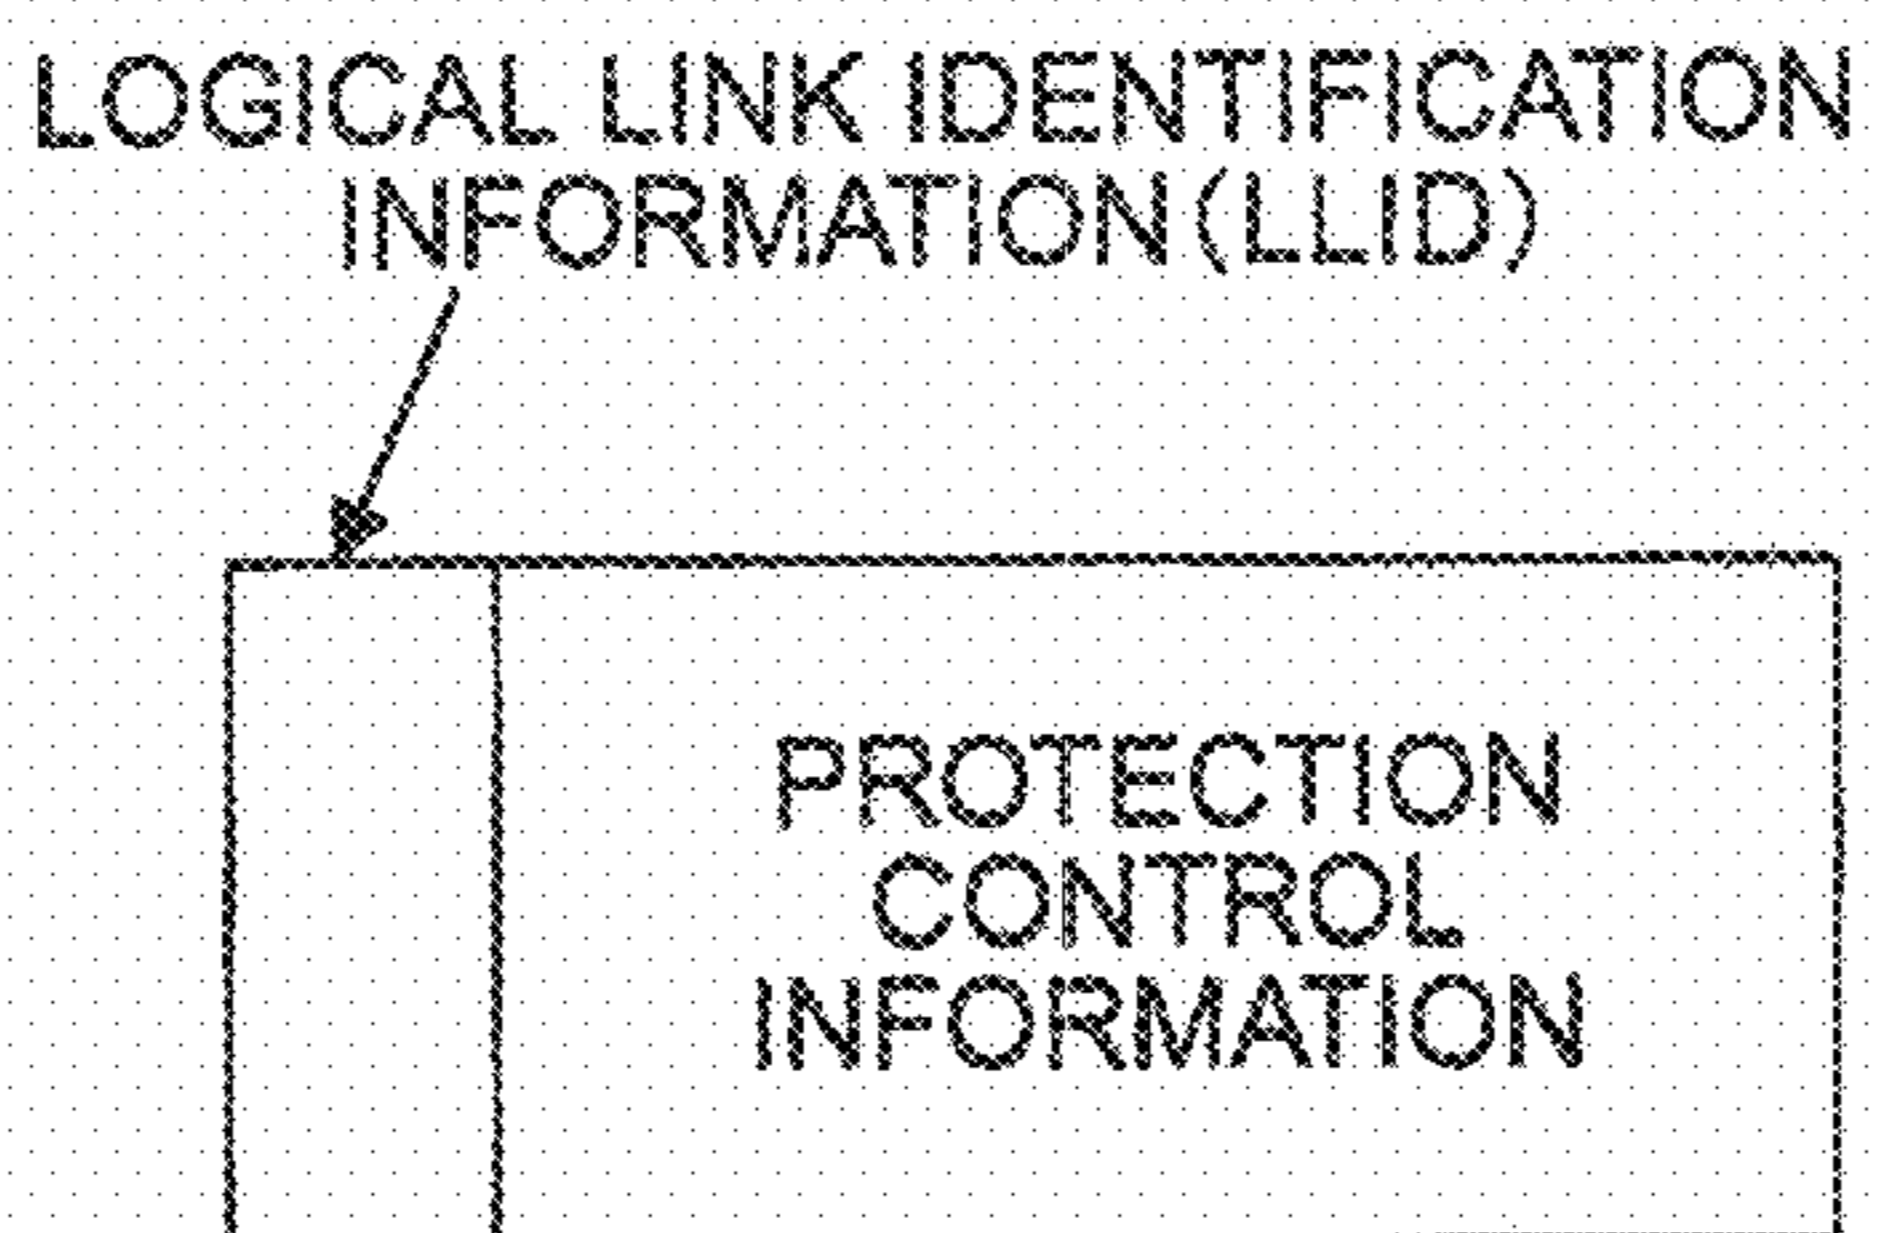 LOGICAL LINK IDENTIFICATION
INFORMATION(LLID)
PROTECTION
CONTROL
INFORMATION